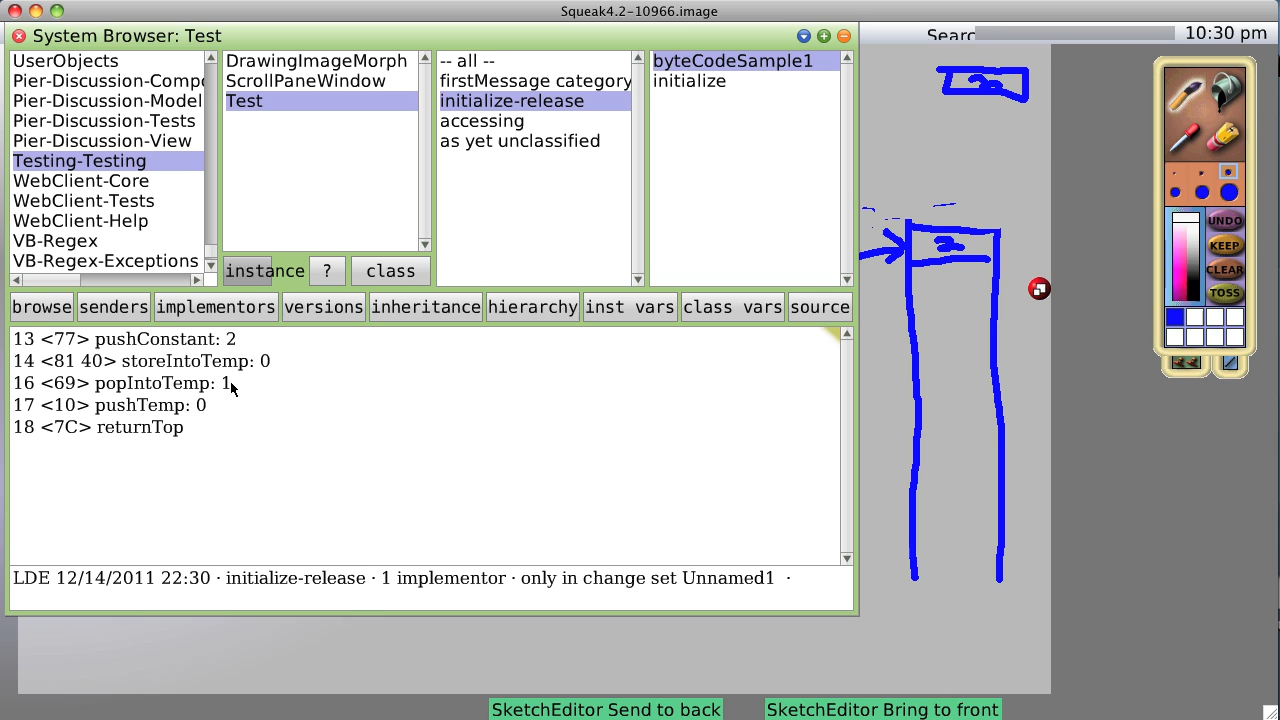 Squeak4.2-10966.image
System Browser: Test
Searc
10:30 pm
UserObjects
Pier-Discussion-Compo
Pier-Discussion-Model
Pier-Discussion-Tests
Pier-Discussion-View
Testing-Testing
WebClient-Core
WebClient-Tests
WebClient-Help
VB-Regex
VB-Regex-Exceptions
DrawingImageMorph
ScrollPaneWindow
Test
instance ? class
-- all --
firstMessage category
initialize-release
accessing
as yet unclassified
byteCodeSample1
initialize
browse senders implementors versions inheritance hierarchy inst vars class vars source
13 <77> pushConstant: 2
14 <81 40> storeIntoTemp: 0
16 <69> popIntoTemp: 1
17 <10> pushTemp: 0
18 <7C> returnTop
LDE 12/14/2011 22:30 · initialize-release · 1 implementor · only in change set Unnamed1 ·
UNDO
KEEP
CLEAR
TOSS
2
SketchEditor Send to back
SketchEditor Bring to front